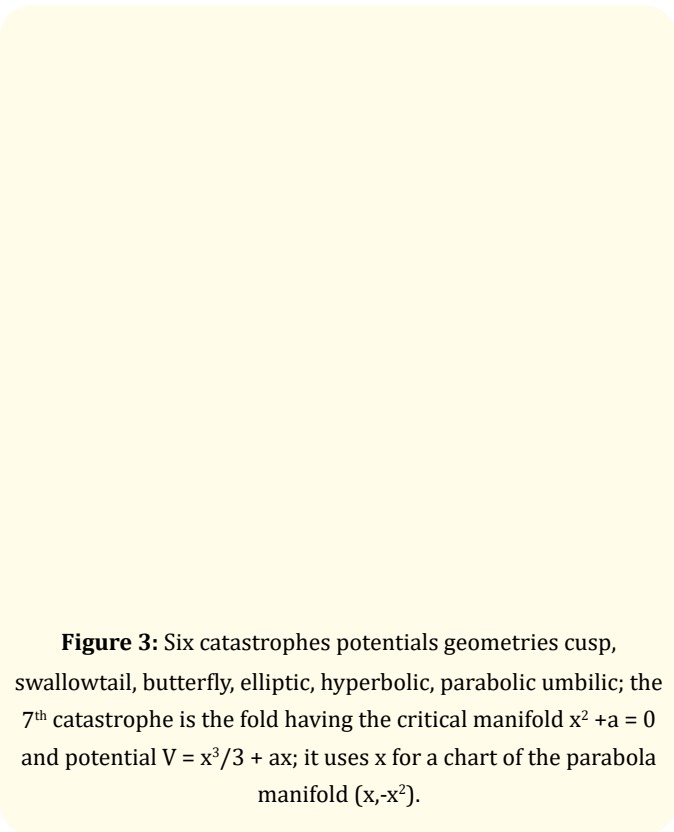 Figure 3: Six catastrophes potentials geometries cusp,
swallowtail, butterfly, elliptic, hyperbolic, parabolic umbilic; the
7th catastrophe is the fold having the critical manifold x² +a = 0
and potential V = x³/3 + ax; it uses x for a chart of the parabola
manifold (x,-x²).